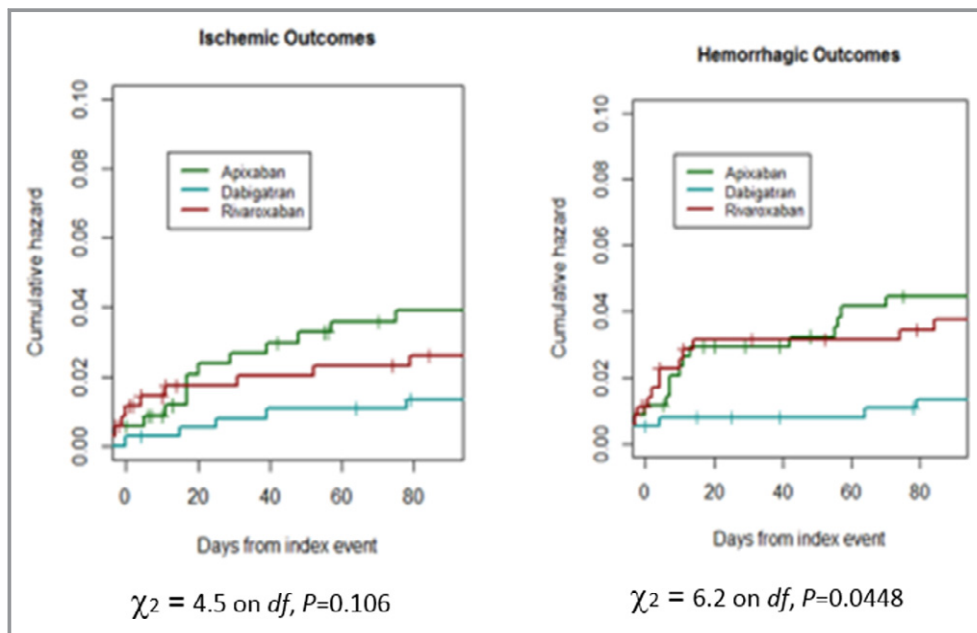 Ischemic Outcomes
Cumulative hazard
0.10
0.08
0.06
0.04
0.02
0.00
Apixaban
Dabigatran
Rivaroxaban
0 20 40 60 80
Days from index event
χ2 = 4.5 on df, P=0.106
Hemorrhagic Outcomes
Cumulative hazard
0.10
0.08
0.06
0.04
0.02
0.00
Apixaban
Dabigatran
Rivaroxaban
0 20 40 60 80
Days from index event
χ2 = 6.2 on df, P=0.0448